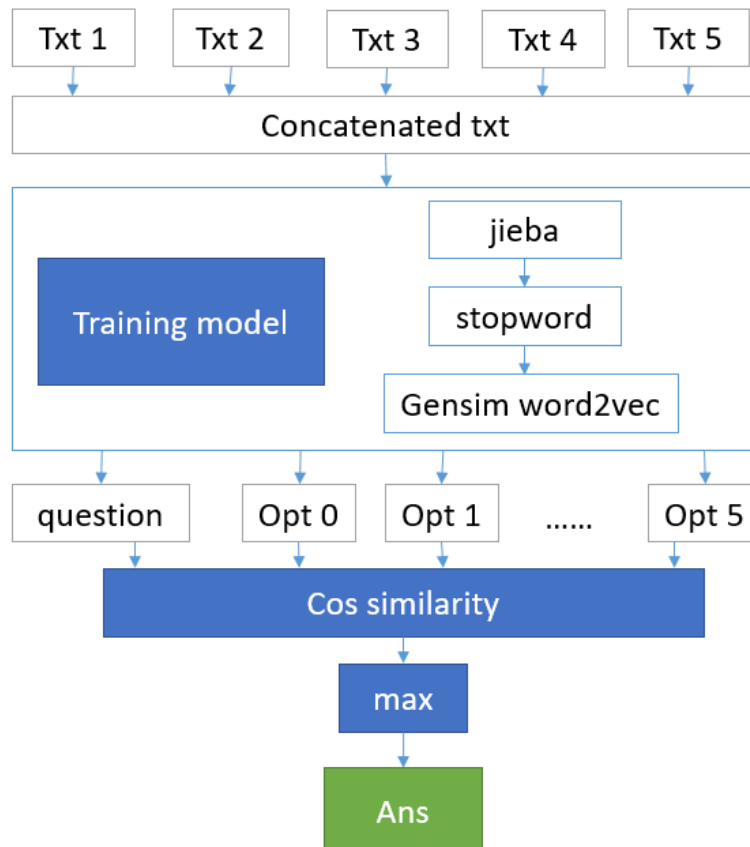 Txt 1 Txt 2 Txt 3 Txt 4 Txt 5
Concatenated txt
jieba
Training model
stopword
Gensim word2vec
question Opt 0 Opt 1 ...... Opt 5
Cos similarity
max
Ans